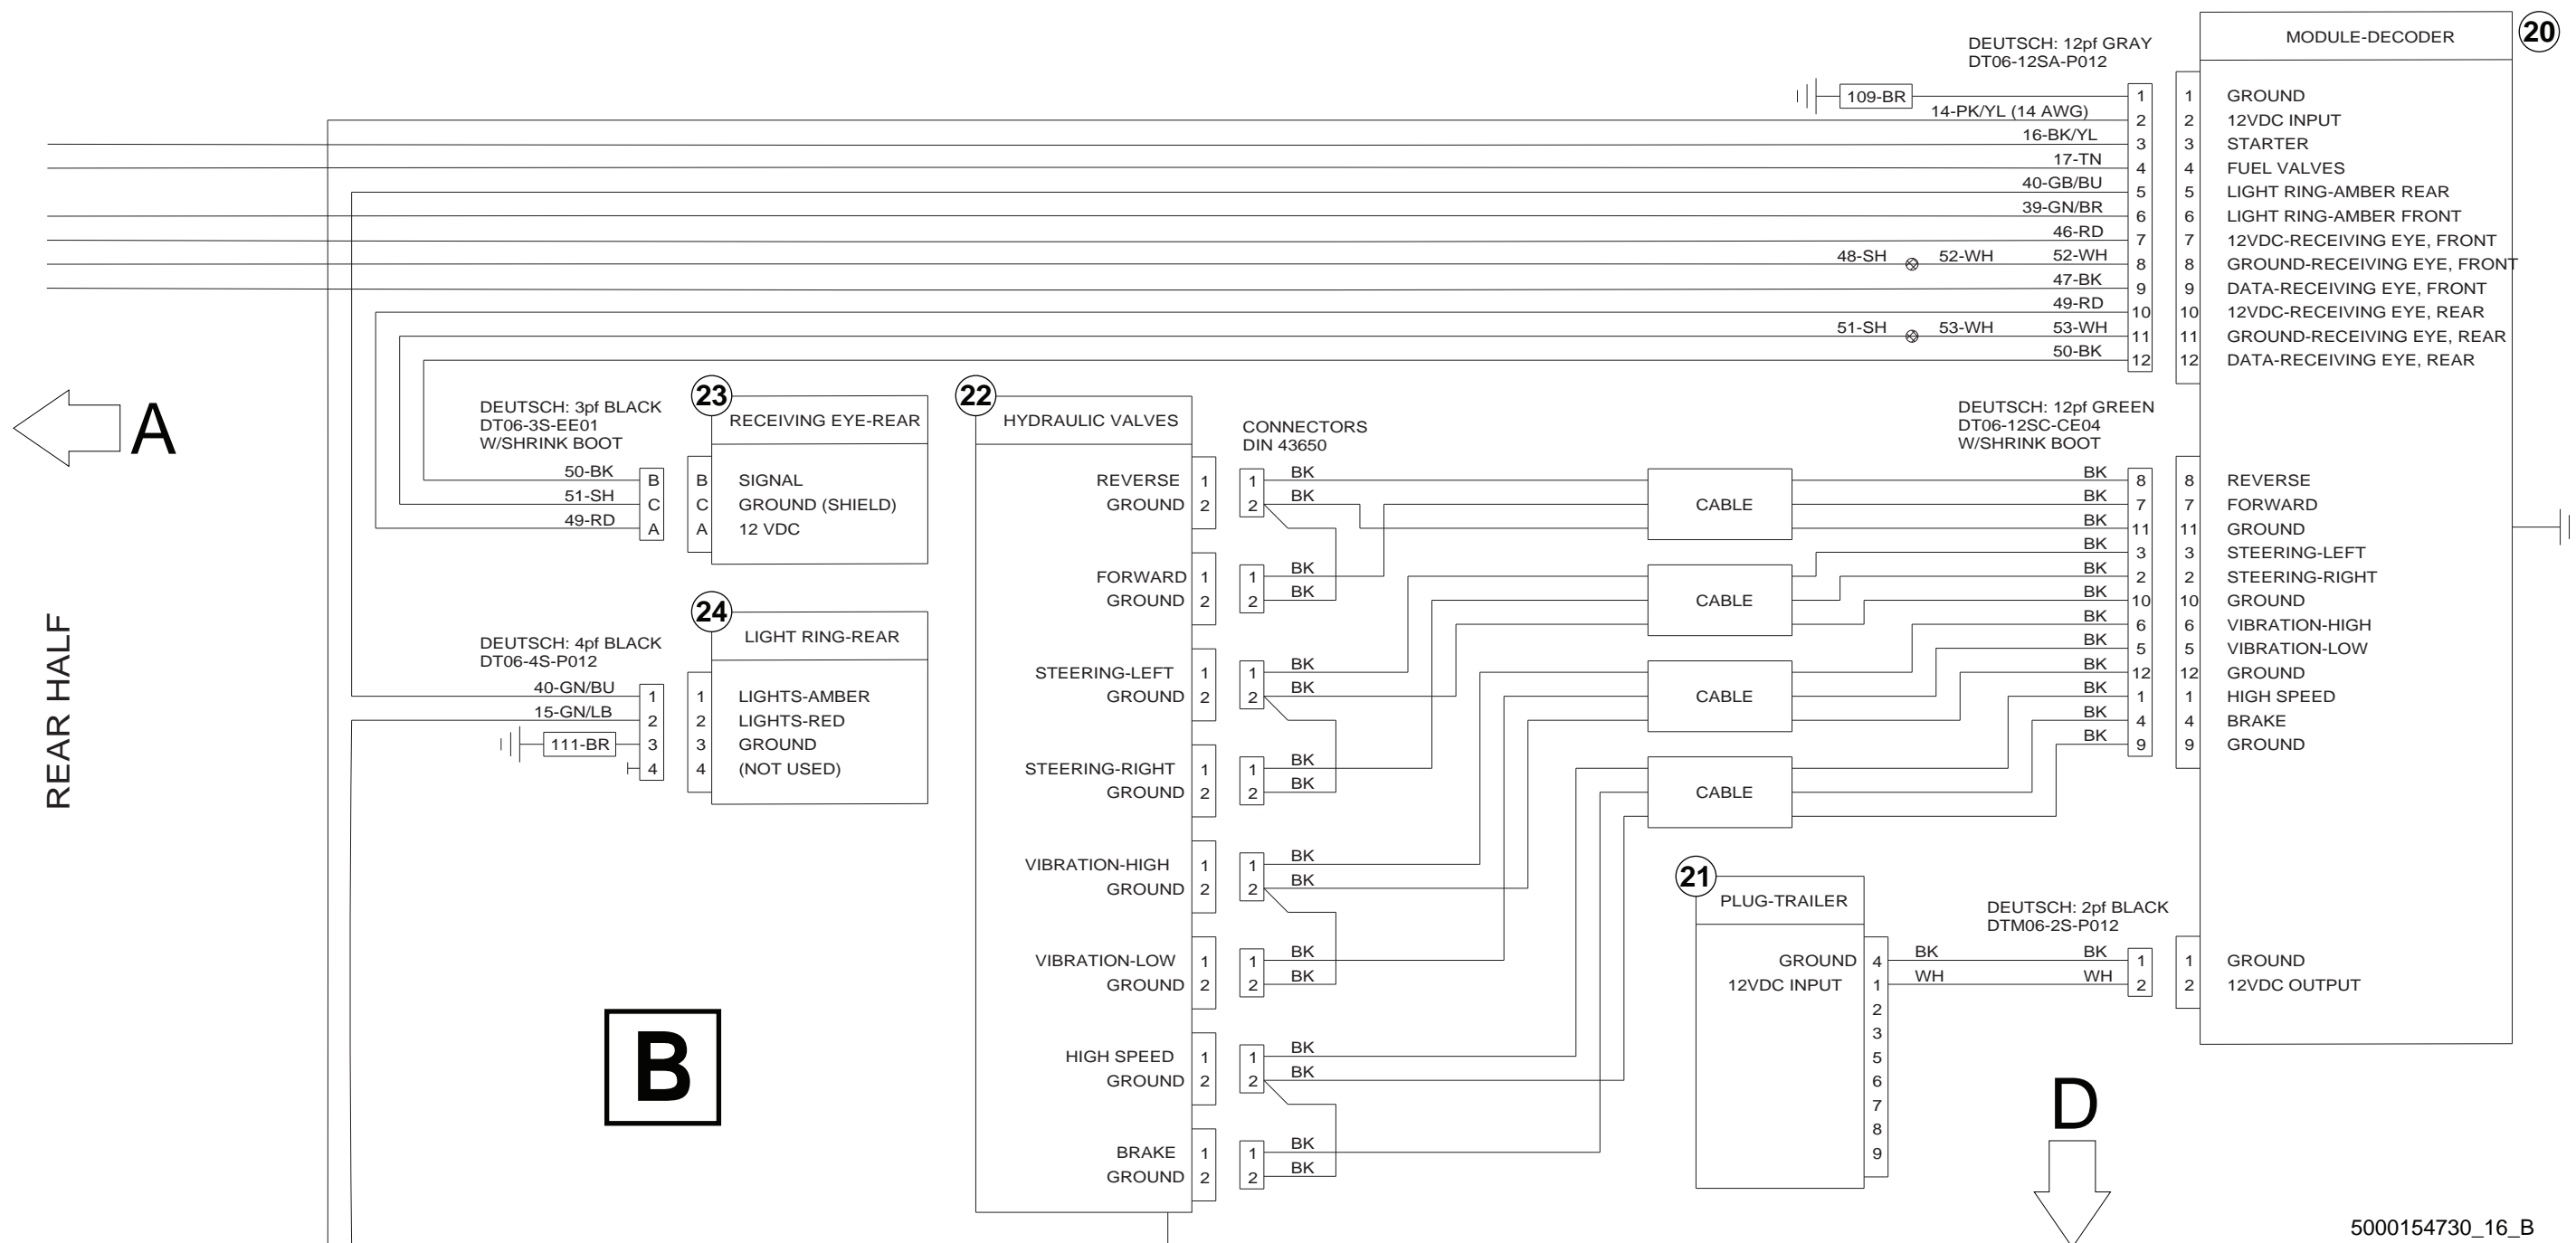 MODULE-DECODER
20
DEUTSCH: 12pf GRAY
DT06-12SA-P012
109-BR 1 1 GROUND
14-PK/YL (14 AWG) 2 2 12VDC INPUT
16-BK/YL 3 3 STARTER
17-TN 4 4 FUEL VALVES
40-GB/BU 5 5 LIGHT RING-AMBER REAR
39-GN/BR 6 6 LIGHT RING-AMBER FRONT
46-RD 7 7 12VDC-RECEIVING EYE, FRONT
48-SH 52-WH 52-WH 8 8 GROUND-RECEIVING EYE, FRONT
47-BK 9 9 DATA-RECEIVING EYE, FRONT
49-RD 10 10 12VDC-RECEIVING EYE, REAR
51-SH 53-WH 53-WH 11 11 GROUND-RECEIVING EYE, REAR
50-BK 12 12 DATA-RECEIVING EYE, REAR
A
REAR HALF
DEUTSCH: 3pf BLACK
DT06-3S-EE01
W/SHRINK BOOT
23
RECEIVING EYE-REAR
50-BK B B SIGNAL
51-SH C C GROUND (SHIELD)
49-RD A A 12 VDC
24
LIGHT RING-REAR
DEUTSCH: 4pf BLACK
DT06-4S-P012
40-GN/BU 1 1 LIGHTS-AMBER
15-GN/LB 2 2 LIGHTS-RED
111-BR 3 3 GROUND
4 4 (NOT USED)
B
22
HYDRAULIC VALVES
CONNECTORS
DIN 43650
REVERSE 1 1 BK
GROUND 2 2 BK
FORWARD 1 1 BK
GROUND 2 2 BK
STEERING-LEFT 1 1 BK
GROUND 2 2 BK
STEERING-RIGHT 1 1 BK
GROUND 2 2 BK
VIBRATION-HIGH 1 1 BK
GROUND 2 2 BK
VIBRATION-LOW 1 1 BK
GROUND 2 2 BK
HIGH SPEED 1 1 BK
GROUND 2 2 BK
BRAKE 1 1 BK
GROUND 2 2 BK
CABLE
CABLE
CABLE
CABLE
DEUTSCH: 12pf GREEN
DT06-12SC-CE04
W/SHRINK BOOT
BK 8 8 REVERSE
BK 7 7 FORWARD
BK 11 11 GROUND
BK 3 3 STEERING-LEFT
BK 2 2 STEERING-RIGHT
BK 10 10 GROUND
BK 6 6 VIBRATION-HIGH
BK 5 5 VIBRATION-LOW
BK 12 12 GROUND
BK 1 1 HIGH SPEED
BK 4 4 BRAKE
BK 9 9 GROUND
21
PLUG-TRAILER
DEUTSCH: 2pf BLACK
DTM06-2S-P012
GROUND 4 BK BK 1 1 GROUND
12VDC INPUT 1 WH WH 2 2 12VDC OUTPUT
2
3
5
6
7
8
9
D
5000154730_16_B